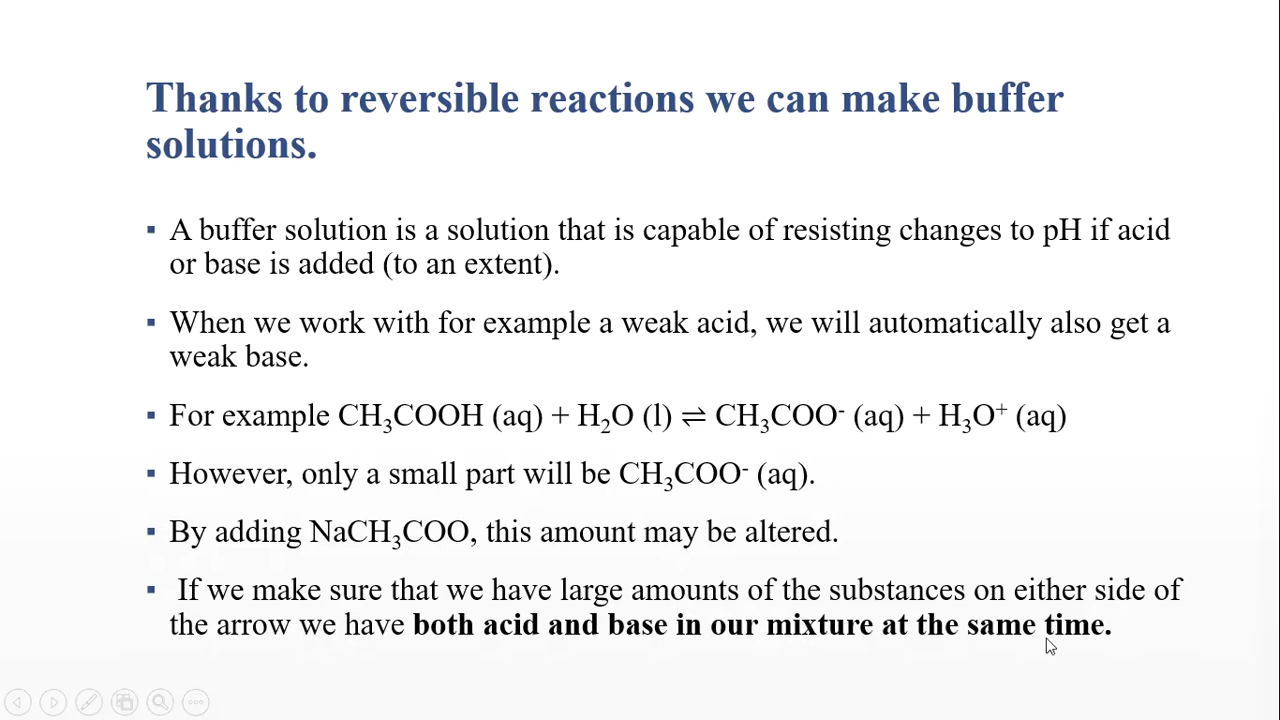 Thanks to reversible reactions we can make buffer
solutions.
▪ A buffer solution is a solution that is capable of resisting changes to pH if acid
or base is added (to an extent).
▪ When we work with for example a weak acid, we will automatically also get a
weak base.
▪ For example CH₃COOH (aq) + H₂O (l) ⇌ CH₃COO⁻ (aq) + H₃O⁺ (aq)
▪ However, only a small part will be CH₃COO⁻ (aq).
▪ By adding NaCH₃COO, this amount may be altered.
▪ If we make sure that we have large amounts of the substances on either side of
the arrow we have both acid and base in our mixture at the same time.